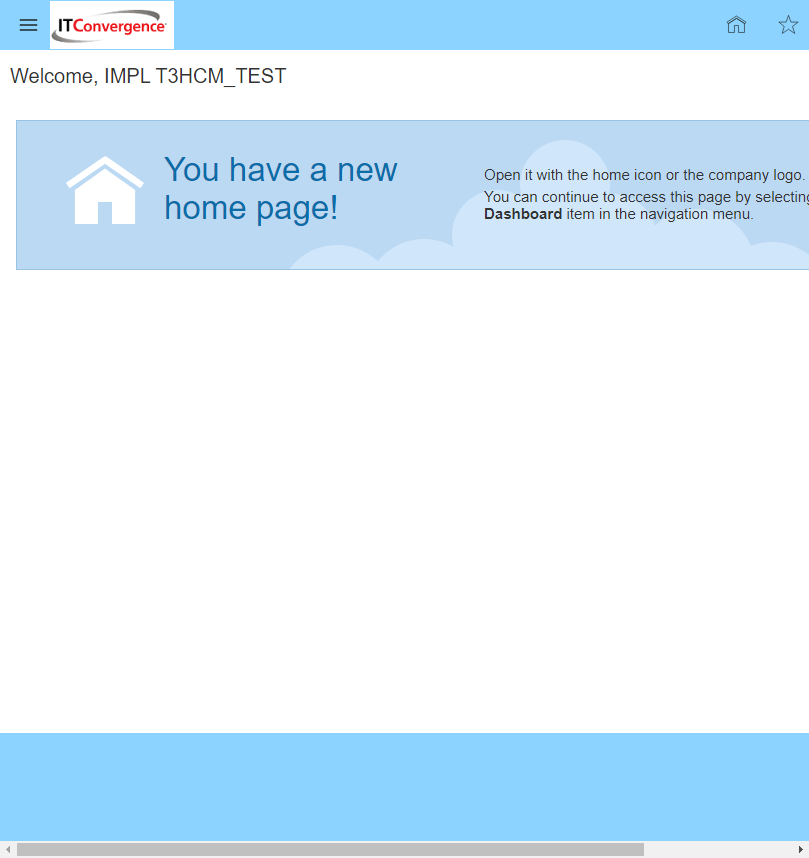 ITConvergence
Welcome, IMPL T3HCM_TEST
You have a new
home page!
Open it with the home icon or the company logo.
You can continue to access this page by selecting
Dashboard item in the navigation menu.